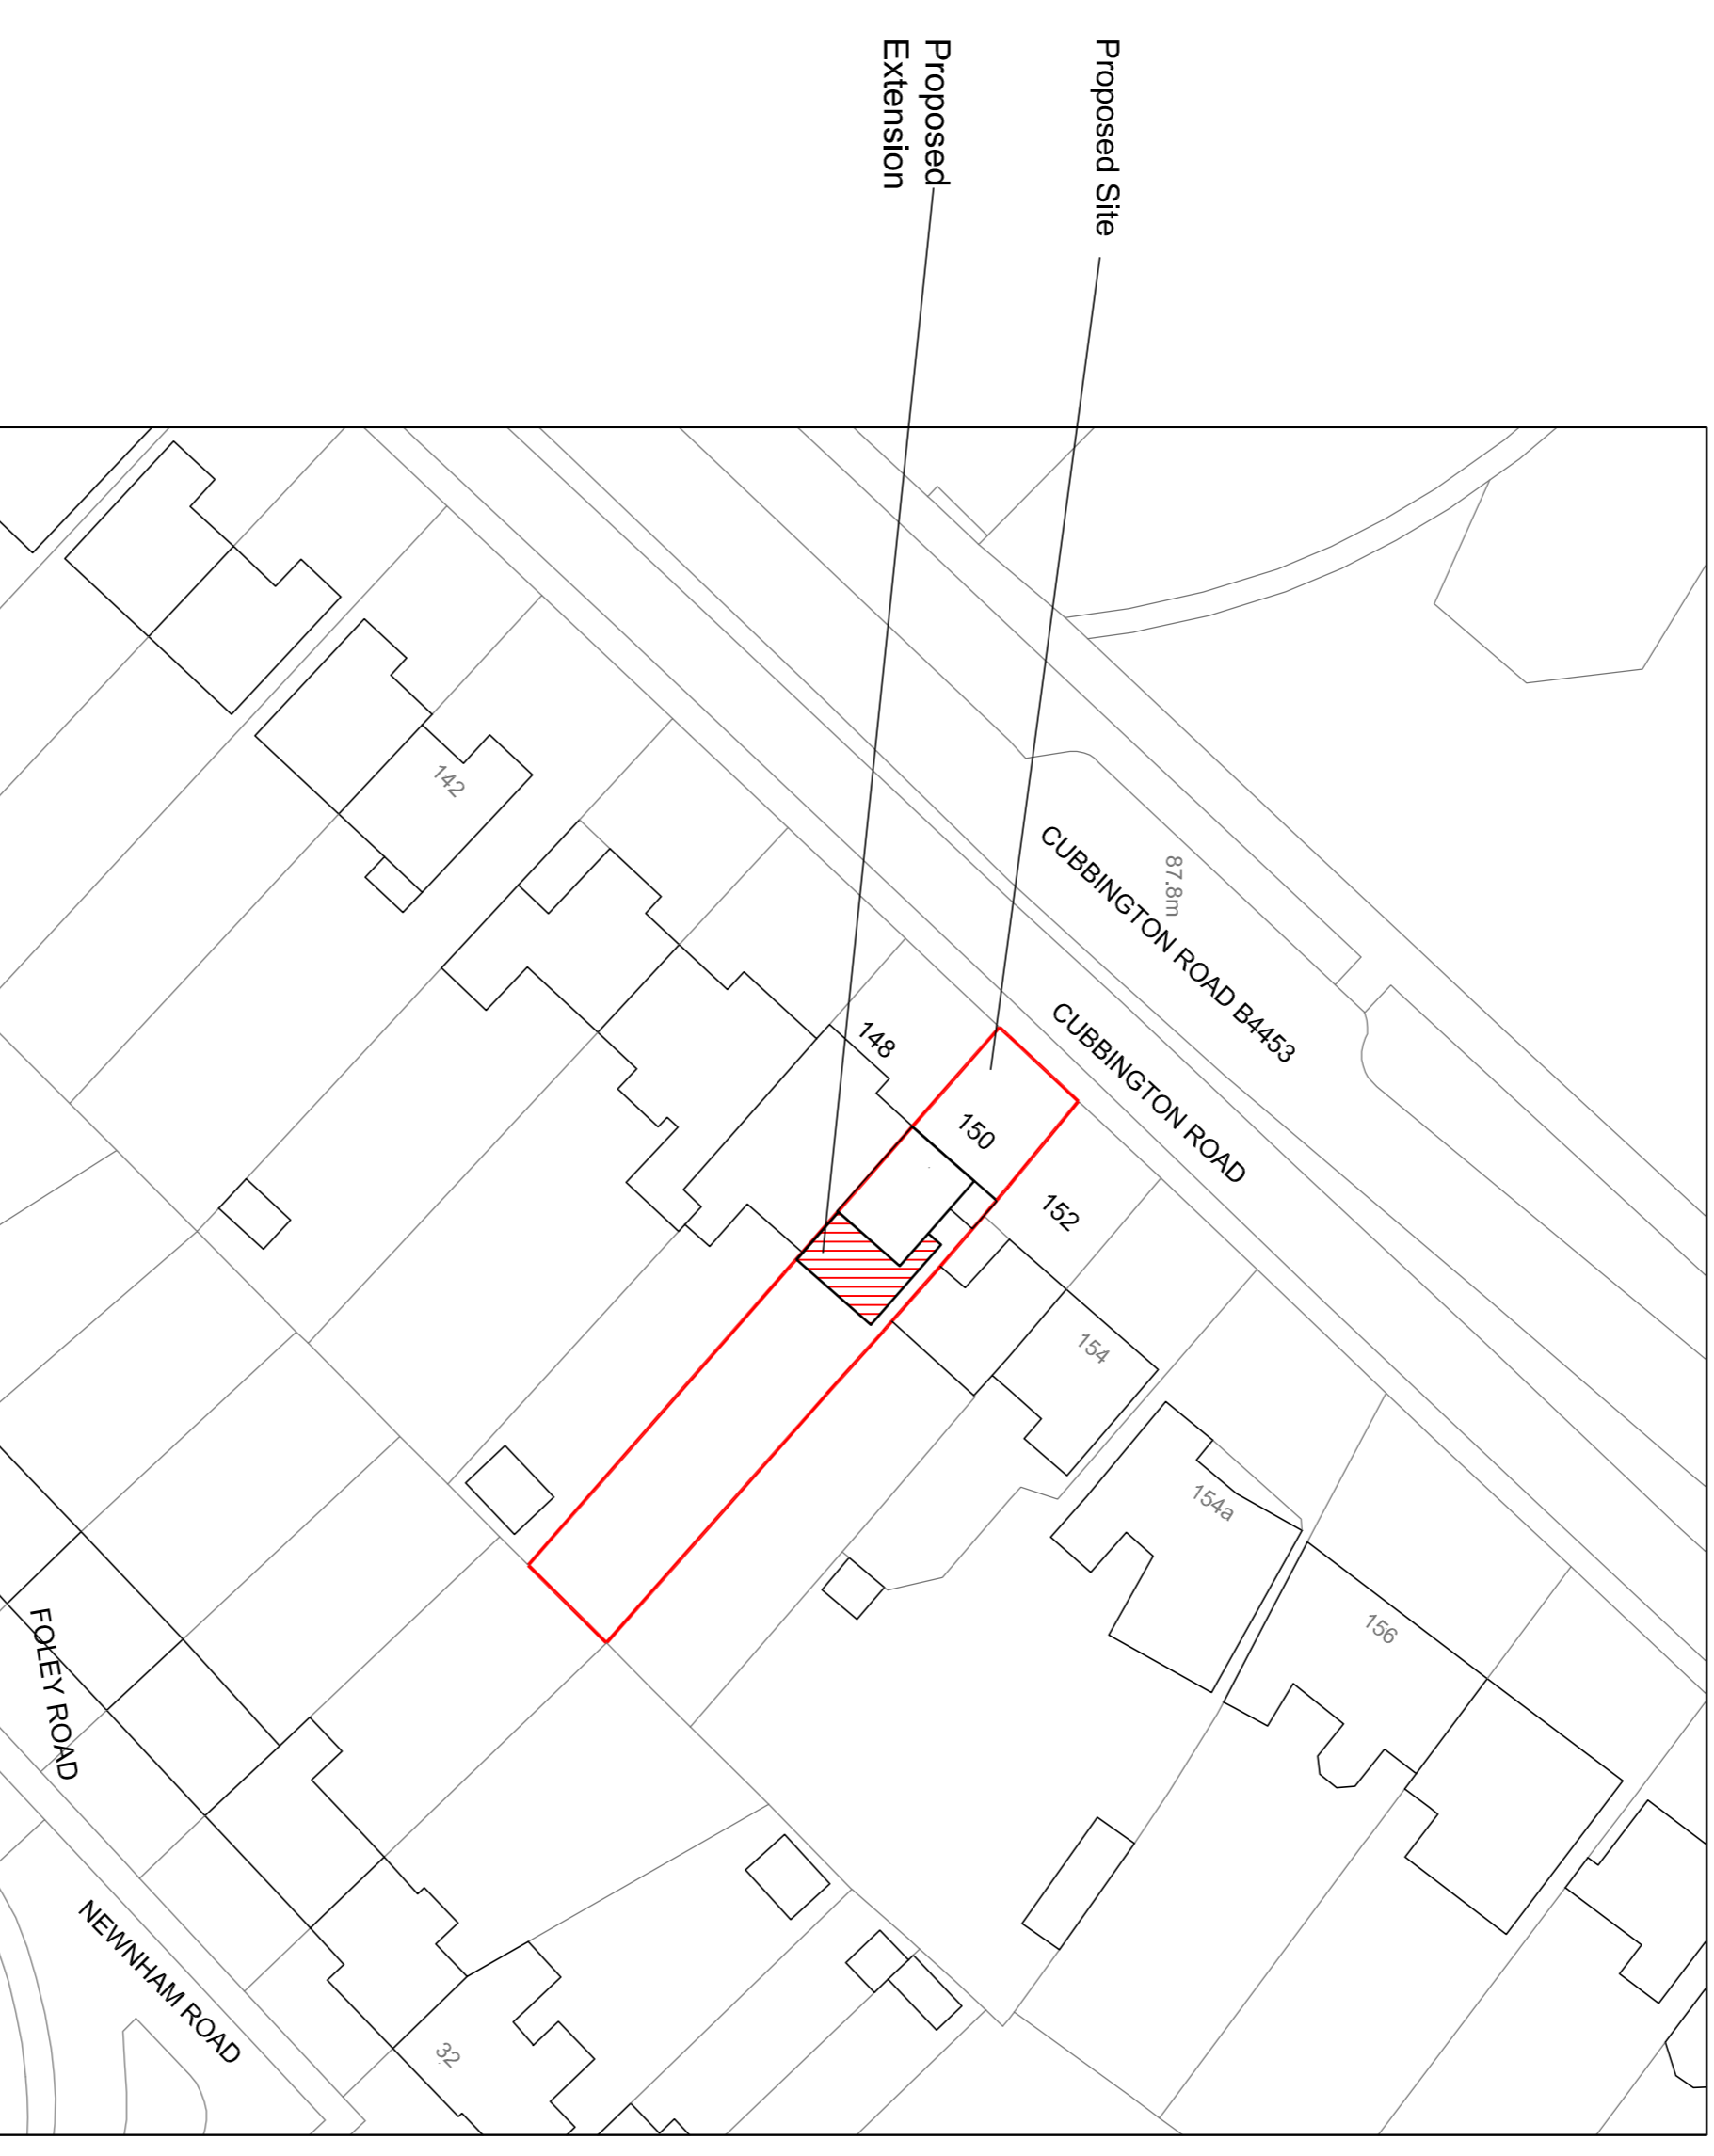 Proposed Site
Proposed
Extension
CUBBINGTON ROAD B4453
87.8m
CUBBINGTON ROAD
142
148
150
152
154
154a
156
FOLEY ROAD
NEWNHAM ROAD
32